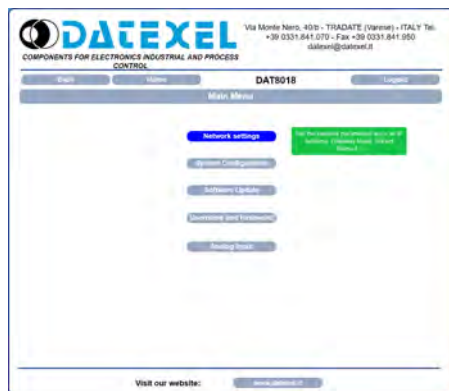 DATEXEL
Via Monte Nero, 40/b - TRADATE (Varese) - ITALY Tel.
+39 0331.841.070 - Fax +39 0331.841.950
datexel@datexel.it
COMPONENTS FOR ELECTRONICS INDUSTRIAL AND PROCESS
CONTROL
Back Home DAT8018 Logout
Main Menu
Network settings
System Configuration
Software Update
Username and Password
Analog Input
Visit our website: www.datexel.it